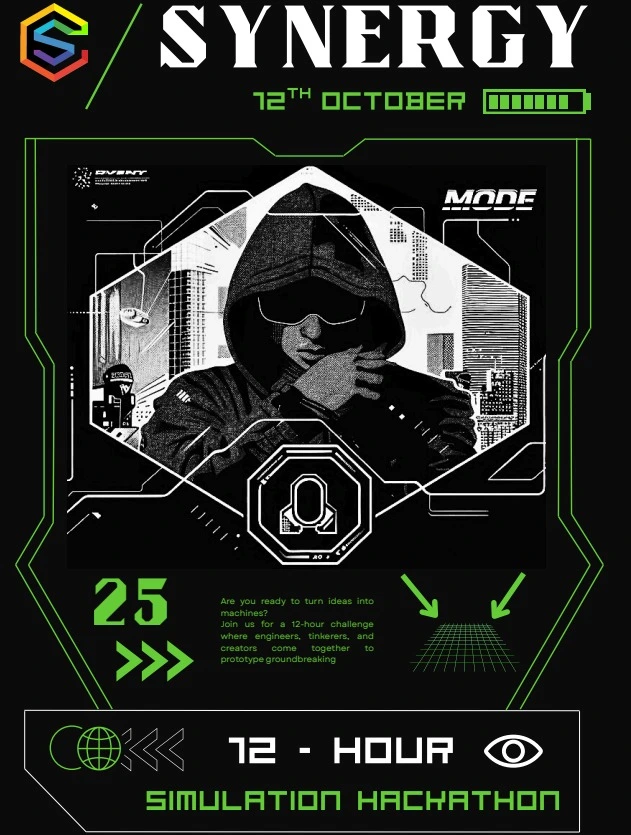 SYNERGY
12TH OCTOBER
MODE
25
Are you ready to turn ideas into
machines?
Join us for a 12-hour challenge
where engineers, tinkerers, and
creators come together to
prototype groundbreaking
12 - HOUR
SIMULATION HACKATHON